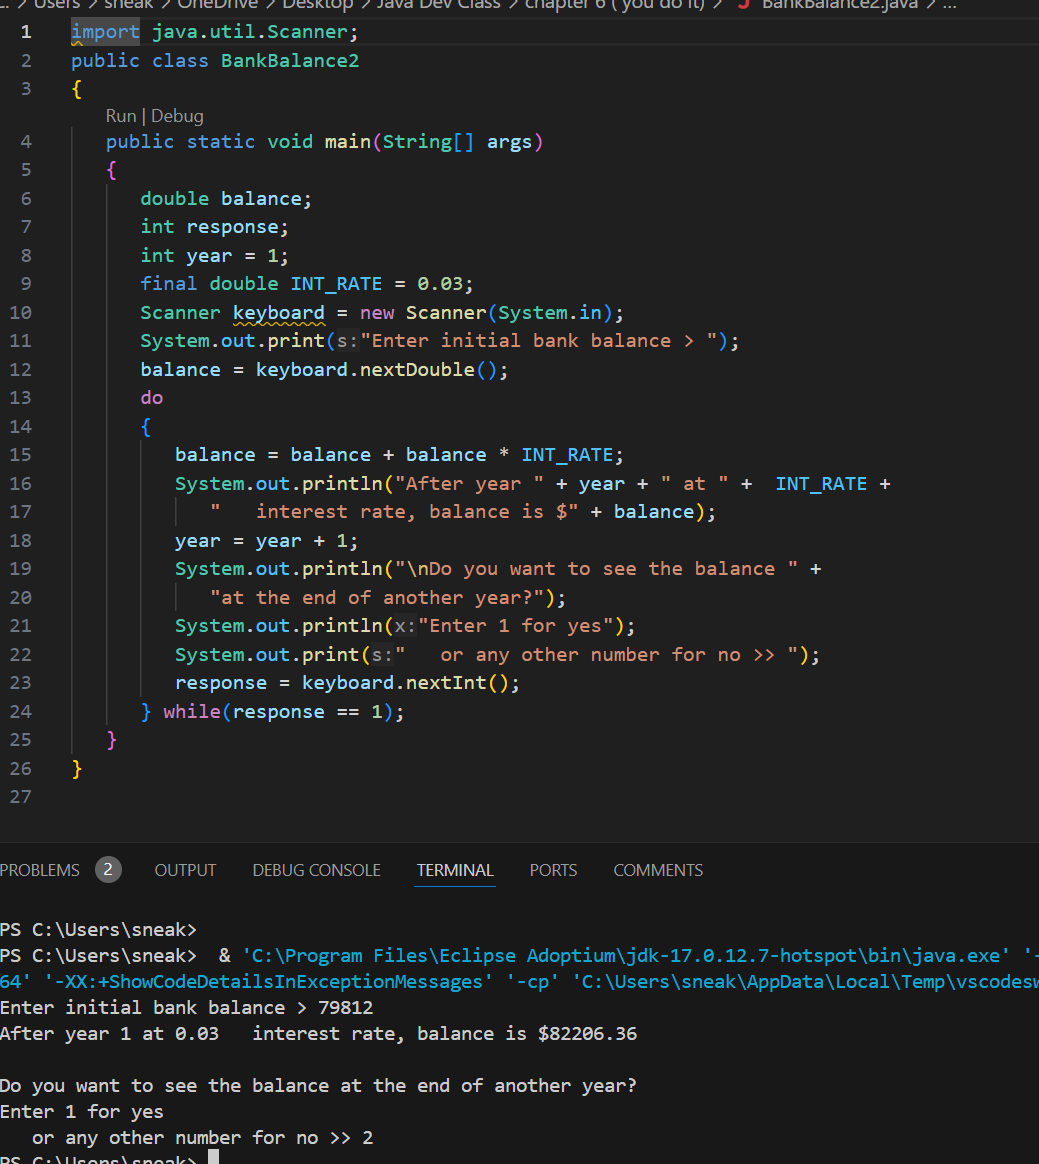 Users > sneak > OneDrive > Desktop > Java Dev Class > chapter 6 ( you do it) > J BankBalance2.java > ...
1 import java.util.Scanner;
2 public class BankBalance2
3 {
Run | Debug
4 public static void main(String[] args)
5 {
6 double balance;
7 int response;
8 int year = 1;
9 final double INT_RATE = 0.03;
10 Scanner keyboard = new Scanner(System.in);
11 System.out.print(s:"Enter initial bank balance > ");
12 balance = keyboard.nextDouble();
13 do
14 {
15 balance = balance + balance * INT_RATE;
16 System.out.println("After year " + year + " at " +  INT_RATE +
17 "   interest rate, balance is $" + balance);
18 year = year + 1;
19 System.out.println("\nDo you want to see the balance " +
20 "at the end of another year?");
21 System.out.println(x:"Enter 1 for yes");
22 System.out.print(s:"   or any other number for no >> ");
23 response = keyboard.nextInt();
24 } while(response == 1);
25 }
26 }
27
PROBLEMS 2 OUTPUT DEBUG CONSOLE TERMINAL PORTS COMMENTS
PS C:\Users\sneak>
PS C:\Users\sneak>  & 'C:\Program Files\Eclipse Adoptium\jdk-17.0.12.7-hotspot\bin\java.exe' '-
64' '-XX:+ShowCodeDetailsInExceptionMessages' '-cp' 'C:\Users\sneak\AppData\Local\Temp\vscodesw
Enter initial bank balance > 79812
After year 1 at 0.03   interest rate, balance is $82206.36
Do you want to see the balance at the end of another year?
Enter 1 for yes
or any other number for no >> 2
PS C:\Users\sneak>